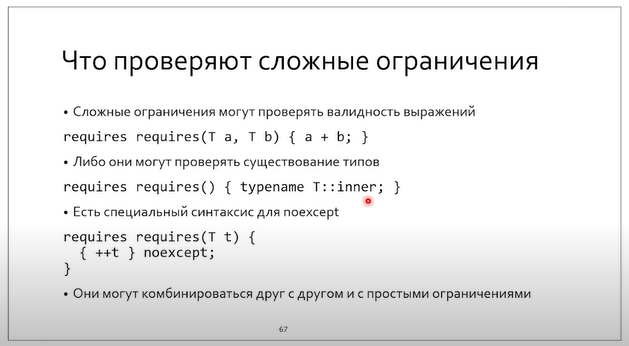 Что проверяют сложные ограничения
• Сложные ограничения могут проверять валидность выражений
requires requires(T a, T b) { a + b; }
• Либо они могут проверять существование типов
requires requires() { typename T::inner; }
• Есть специальный синтаксис для noexcept
requires requires(T t) {
  { ++t } noexcept;
}
• Они могут комбинироваться друг с другом и с простыми ограничениями
67